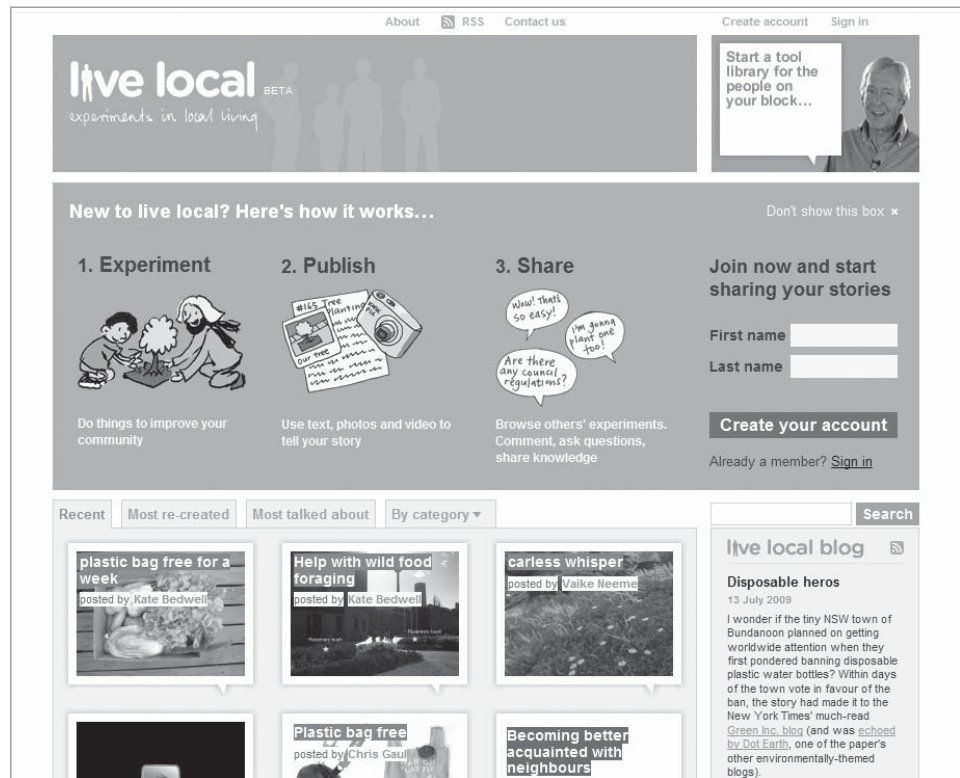 About RSS Contact us Create account Sign in
live local BETA
experiments in local living
Start a tool
library for the
people on
your block...
New to live local? Here's how it works...
Don't show this box ×
1. Experiment
Do things to improve your
community
2. Publish
#165 Tree
Planting
Our tree
Use text, photos and video to
tell your story
3. Share
Wow! That's
so easy!
I'm gonna
plant one
too!
Are there
any council
regulations?
Browse others' experiments.
Comment, ask questions,
share knowledge
Join now and start
sharing your stories
First name
Last name
Create your account
Already a member? Sign in
Recent Most re-created Most talked about By category
Search
plastic bag free for a
week
posted by Kate Bedwell
Help with wild food
foraging
posted by Kate Bedwell
Rosemary bush
Rosemary bush
carless whisper
posted by Vaike Neeme
Plastic bag free
posted by Chris Gaul
Becoming better
acquainted with
neighbours
live local blog
Disposable heros
13 July 2009
I wonder if the tiny NSW town of
Bundanoon planned on getting
worldwide attention when they
first pondered banning disposable
plastic water bottles? Within days
of the town vote in favour of the
ban, the story had made it to the
New York Times' much-read
Green Inc. blog (and was echoed
by Dot Earth, one of the paper's
other environmentally-themed
blogs).